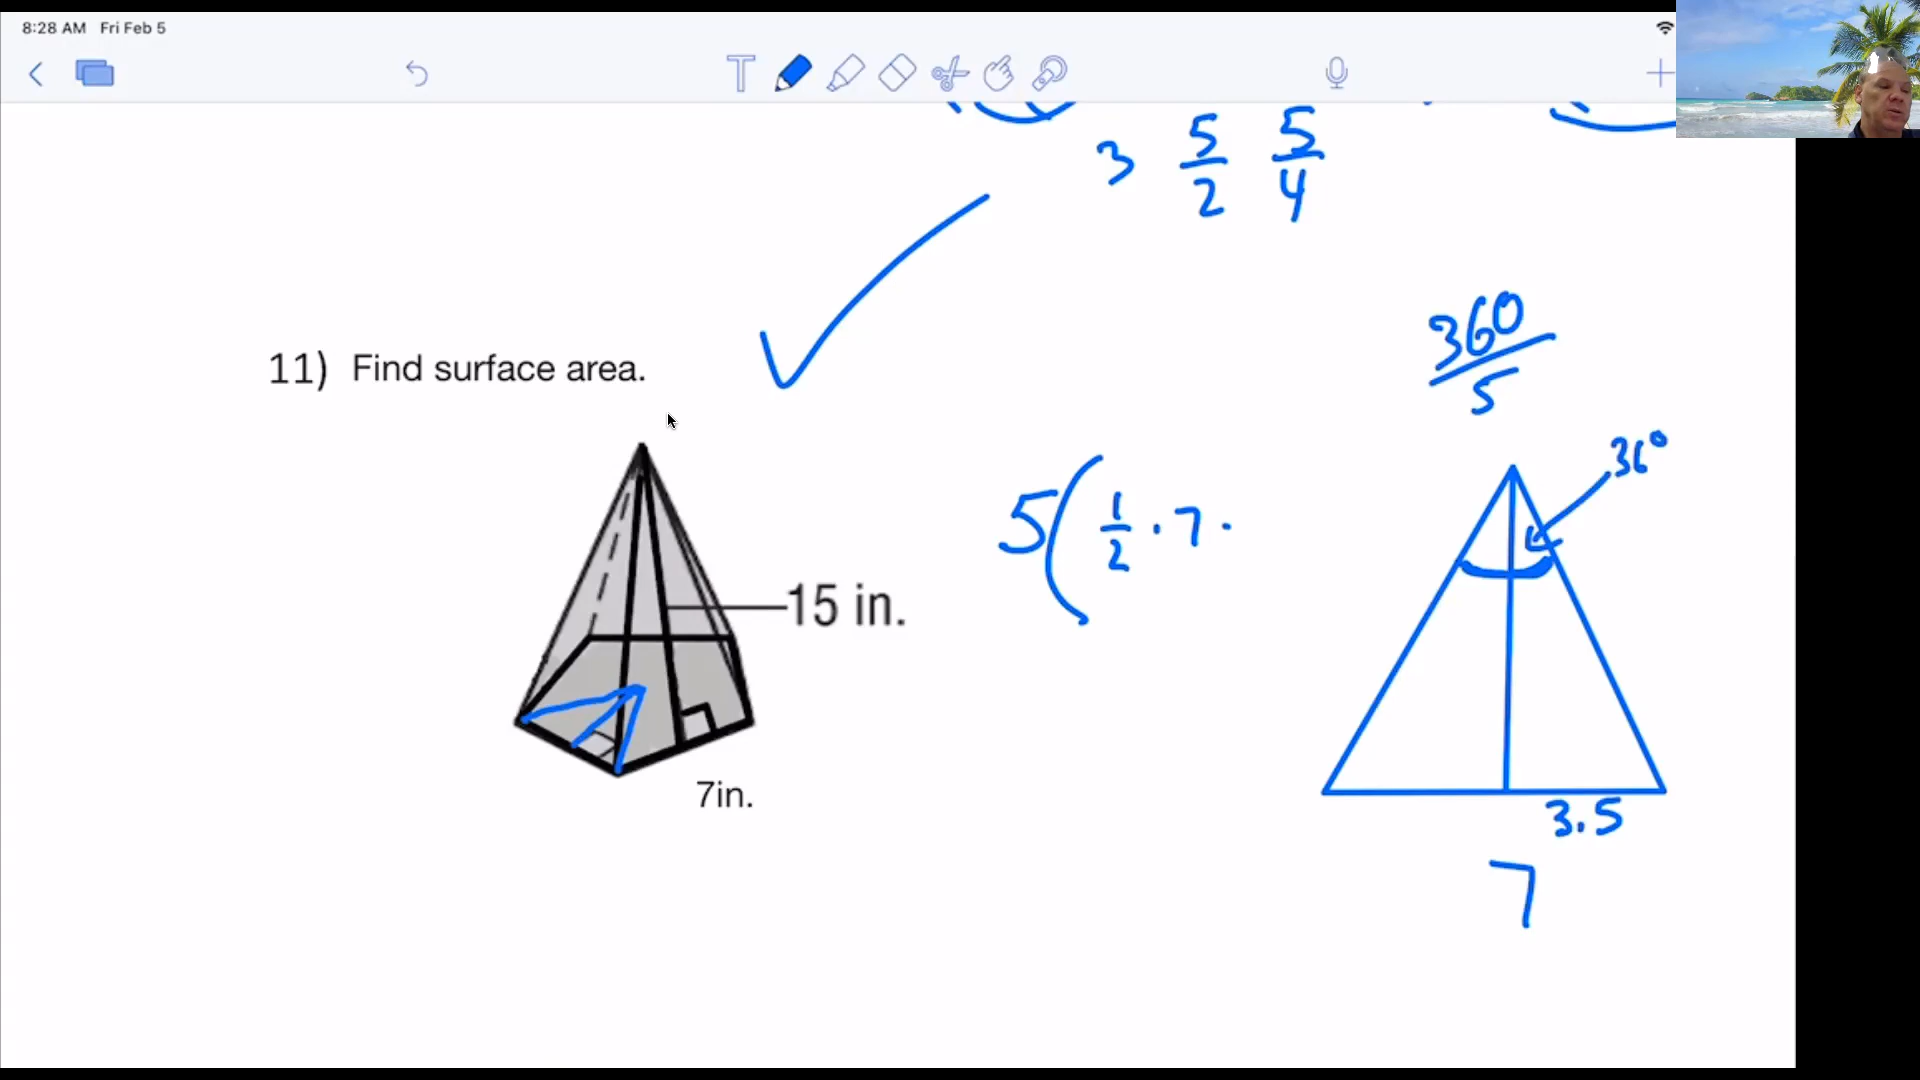 8:28 AM Fri Feb 5
T
3 5/2 5/4
360/5
11) Find surface area.
36°
5( 1/2 · 7 ·
15 in.
7in.
3.5
7